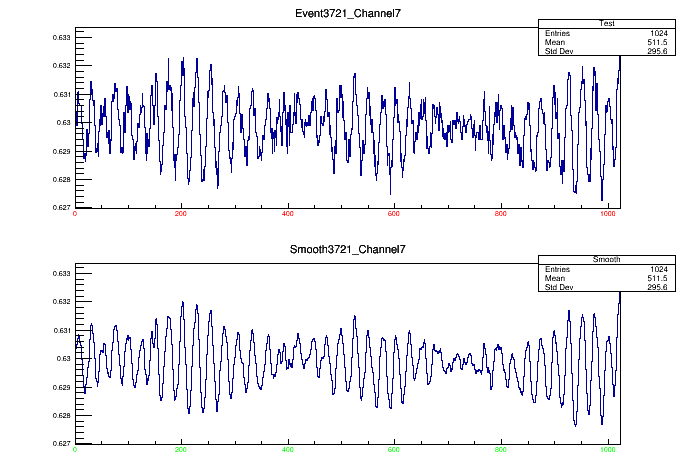 Event3721_Channel7
Test
Entries 1024
Mean 511.5
Std Dev 295.6
0.633
0.632
0.631
0.63
0.629
0.628
0.627
0 200 400 600 800 1000
Smooth3721_Channel7
Smooth
Entries 1024
Mean 511.5
Std Dev 295.6
0.633
0.632
0.631
0.63
0.629
0.628
0.627
0 200 400 600 800 1000